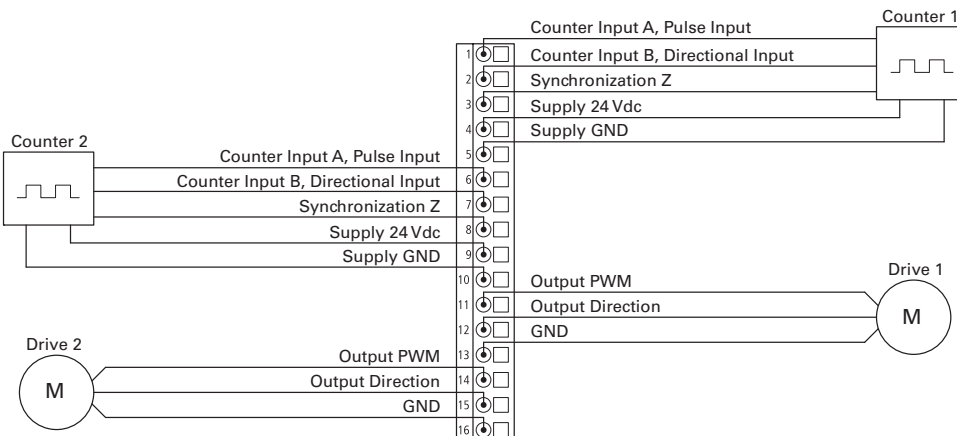 Counter 1
Counter Input A, Pulse Input
Counter Input B, Directional Input
Synchronization Z
Supply 24 Vdc
Supply GND
Counter 2
Counter Input A, Pulse Input
Counter Input B, Directional Input
Synchronization Z
Supply 24 Vdc
Supply GND
1
2
3
4
5
6
7
8
9
10
11
12
13
14
15
16
Drive 1
Output PWM
Output Direction
GND
M
Drive 2
Output PWM
Output Direction
GND
M